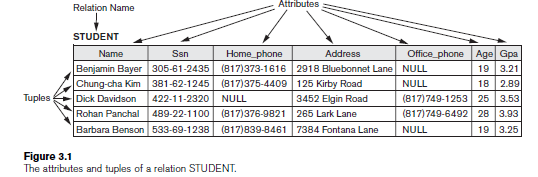 Relation Name
Attributes
STUDENT
Name Ssn Home_phone Address Office_phone Age Gpa
Benjamin Bayer 305-61-2435 (817)373-1616 2918 Bluebonnet Lane NULL 19 3.21
Chung-cha Kim 381-62-1245 (817)375-4409 125 Kirby Road NULL 18 2.89
Tuples Dick Davidson 422-11-2320 NULL 3452 Elgin Road (817)749-1253 25 3.53
Rohan Panchal 489-22-1100 (817)376-9821 265 Lark Lane (817)749-6492 28 3.93
Barbara Benson 533-69-1238 (817)839-8461 7384 Fontana Lane NULL 19 3.25
Figure 3.1
The attributes and tuples of a relation STUDENT.